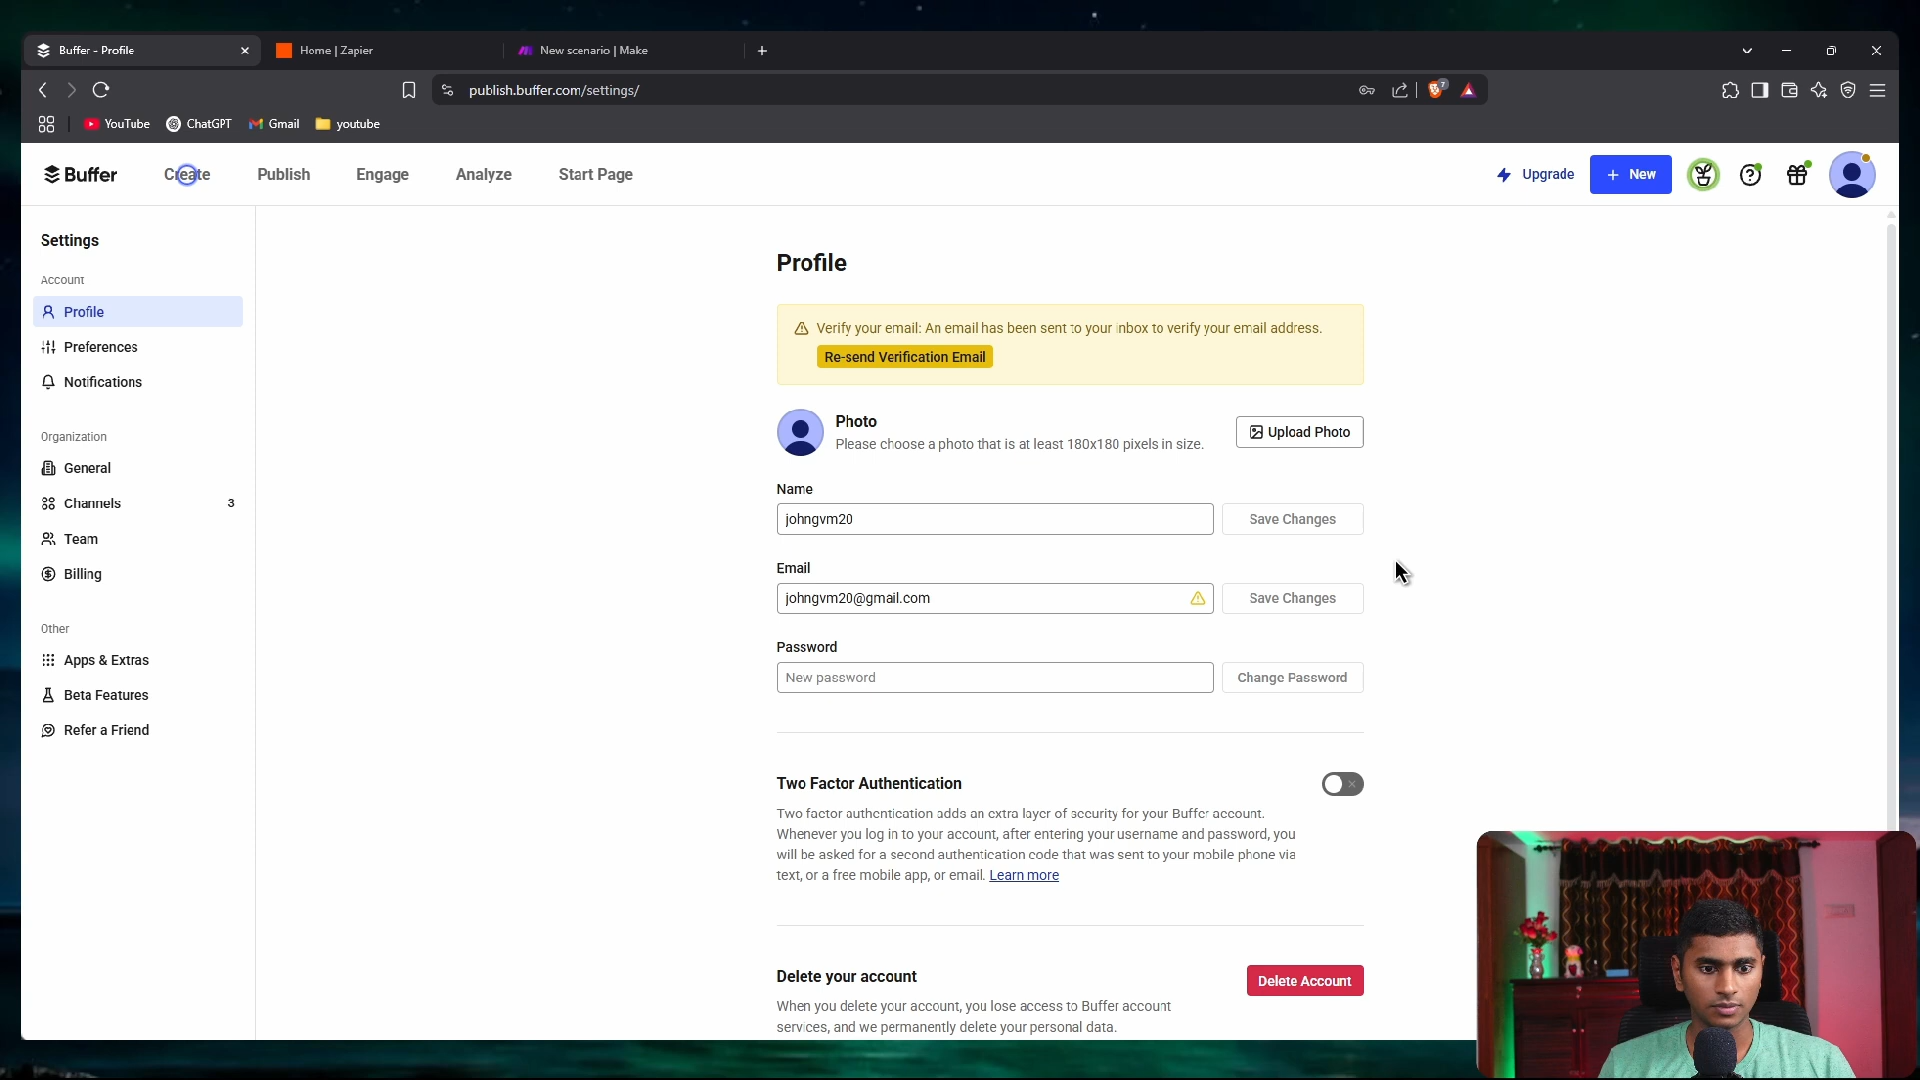 Buffer - Profile
Home | Zapier
New scenario | Make
publish.buffer.com/settings/
7
YouTube
ChatGPT
Gmail
youtube
Buffer
Create
Publish
Engage
Analyze
Start Page
Upgrade
+ New
Settings
Account
Profile
Preferences
Notifications
Organization
General
Channels 3
Team
Billing
Other
Apps & Extras
Beta Features
Refer a Friend
Profile
Verify your email: An email has been sent to your inbox to verify your email address.
Re-send Verification Email
Photo
Please choose a photo that is at least 180x180 pixels in size.
Upload Photo
Name
johngvm20
Save Changes
Email
johngvm20@gmail.com
Save Changes
Password
New password
Change Password
Two Factor Authentication
Two factor authentication adds an extra layer of security for your Buffer account.
Whenever you log in to your account, after entering your username and password, you
will be asked for a second authentication code that was sent to your mobile phone via
text, or a free mobile app, or email. Learn more
Delete your account
Delete Account
When you delete your account, you lose access to Buffer account
services, and we permanently delete your personal data.